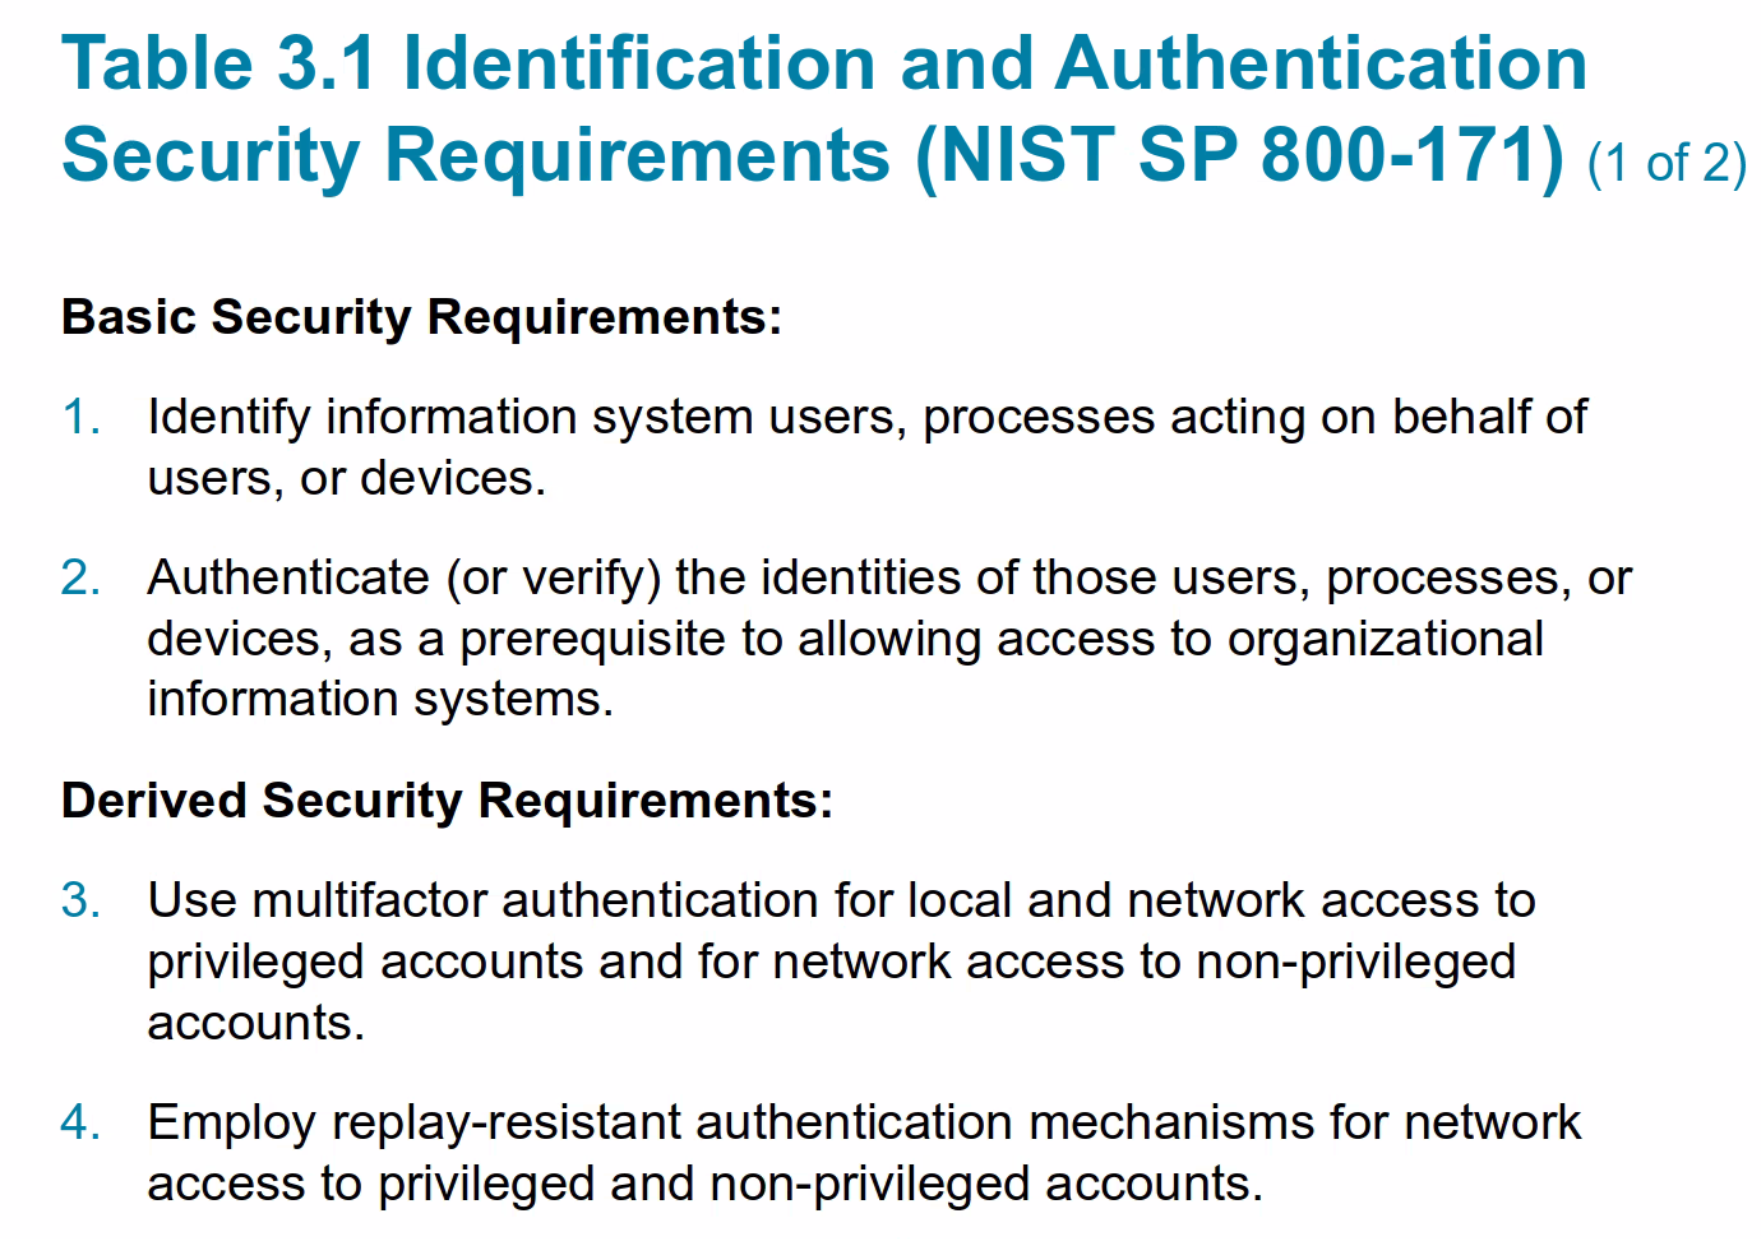 Table 3.1 Identification and Authentication
Security Requirements (NIST SP 800-171) (1 of 2)
Basic Security Requirements:
1. Identify information system users, processes acting on behalf of
users, or devices.
2. Authenticate (or verify) the identities of those users, processes, or
devices, as a prerequisite to allowing access to organizational
information systems.
Derived Security Requirements:
3. Use multifactor authentication for local and network access to
privileged accounts and for network access to non-privileged
accounts.
4. Employ replay-resistant authentication mechanisms for network
access to privileged and non-privileged accounts.